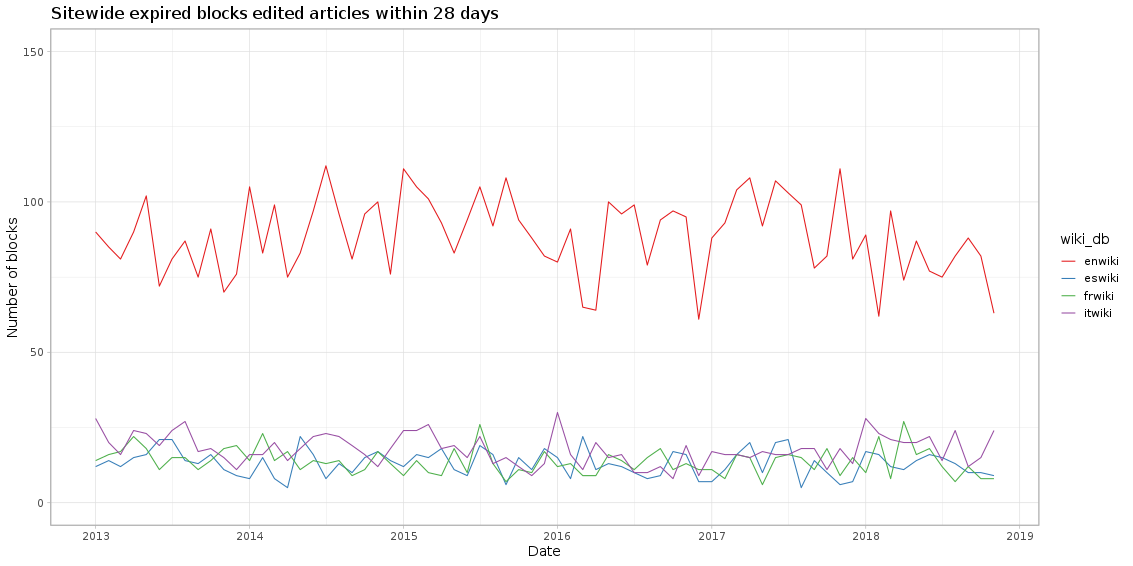 Sitewide expired blocks edited articles within 28 days
Number of blocks
150
100
50
0
2013 2014 2015 2016 2017 2018 2019
Date
wiki_db
enwiki
eswiki
frwiki
itwiki